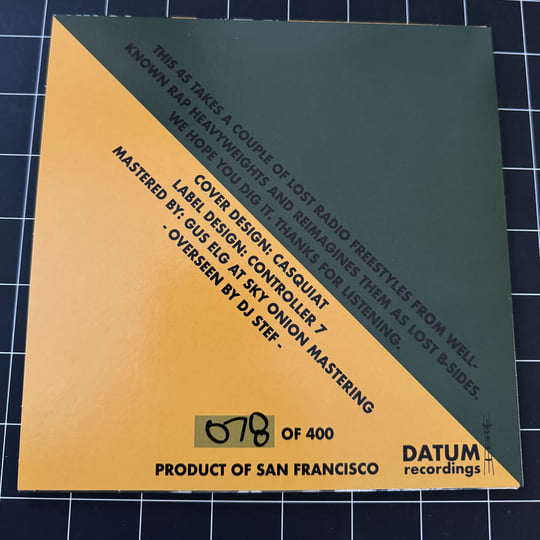 THIS 45 TAKES A COUPLE OF LOST RADIO FREESTYLES FROM WELL-
KNOWN RAP HEAVYWEIGHTS AND REIMAGINES THEM AS LOST B-SIDES.
WE HOPE YOU DIG IT. THANKS FOR LISTENING.
COVER DESIGN: CASQUIAT
LABEL DESIGN: CONTROLLER 7
MASTERED BY: GUS ELG AT SKY ONION MASTERING
- OVERSEEN BY DJ STEF -
078 OF 400
PRODUCT OF SAN FRANCISCO
DATUM
recordings